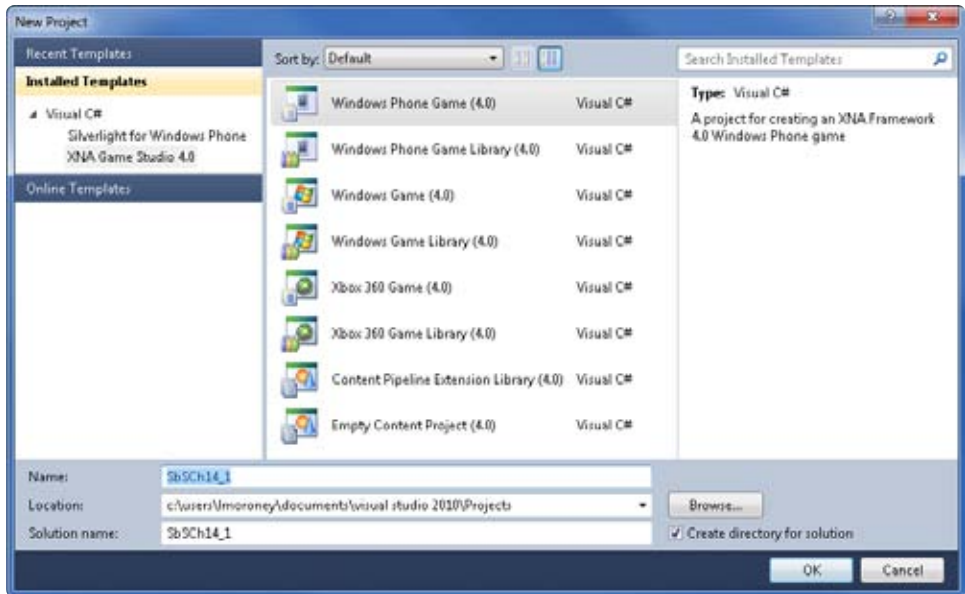 New Project
Recent Templates
Installed Templates
Visual C#
Silverlight for Windows Phone
XNA Game Studio 4.0
Online Templates
Sort by: Default
Windows Phone Game (4.0) Visual C#
Windows Phone Game Library (4.0) Visual C#
Windows Game (4.0) Visual C#
Windows Game Library (4.0) Visual C#
Xbox 360 Game (4.0) Visual C#
Xbox 360 Game Library (4.0) Visual C#
Content Pipeline Extension Library (4.0) Visual C#
Empty Content Project (4.0) Visual C#
Search Installed Templates
Type: Visual C#
A project for creating an XNA Framework
4.0 Windows Phone game
Name: SbSCh14_1
Location: c:\users\lmoroney\documents\visual studio 2010\Projects
Browse...
Solution name: SbSCh14_1
Create directory for solution
OK Cancel